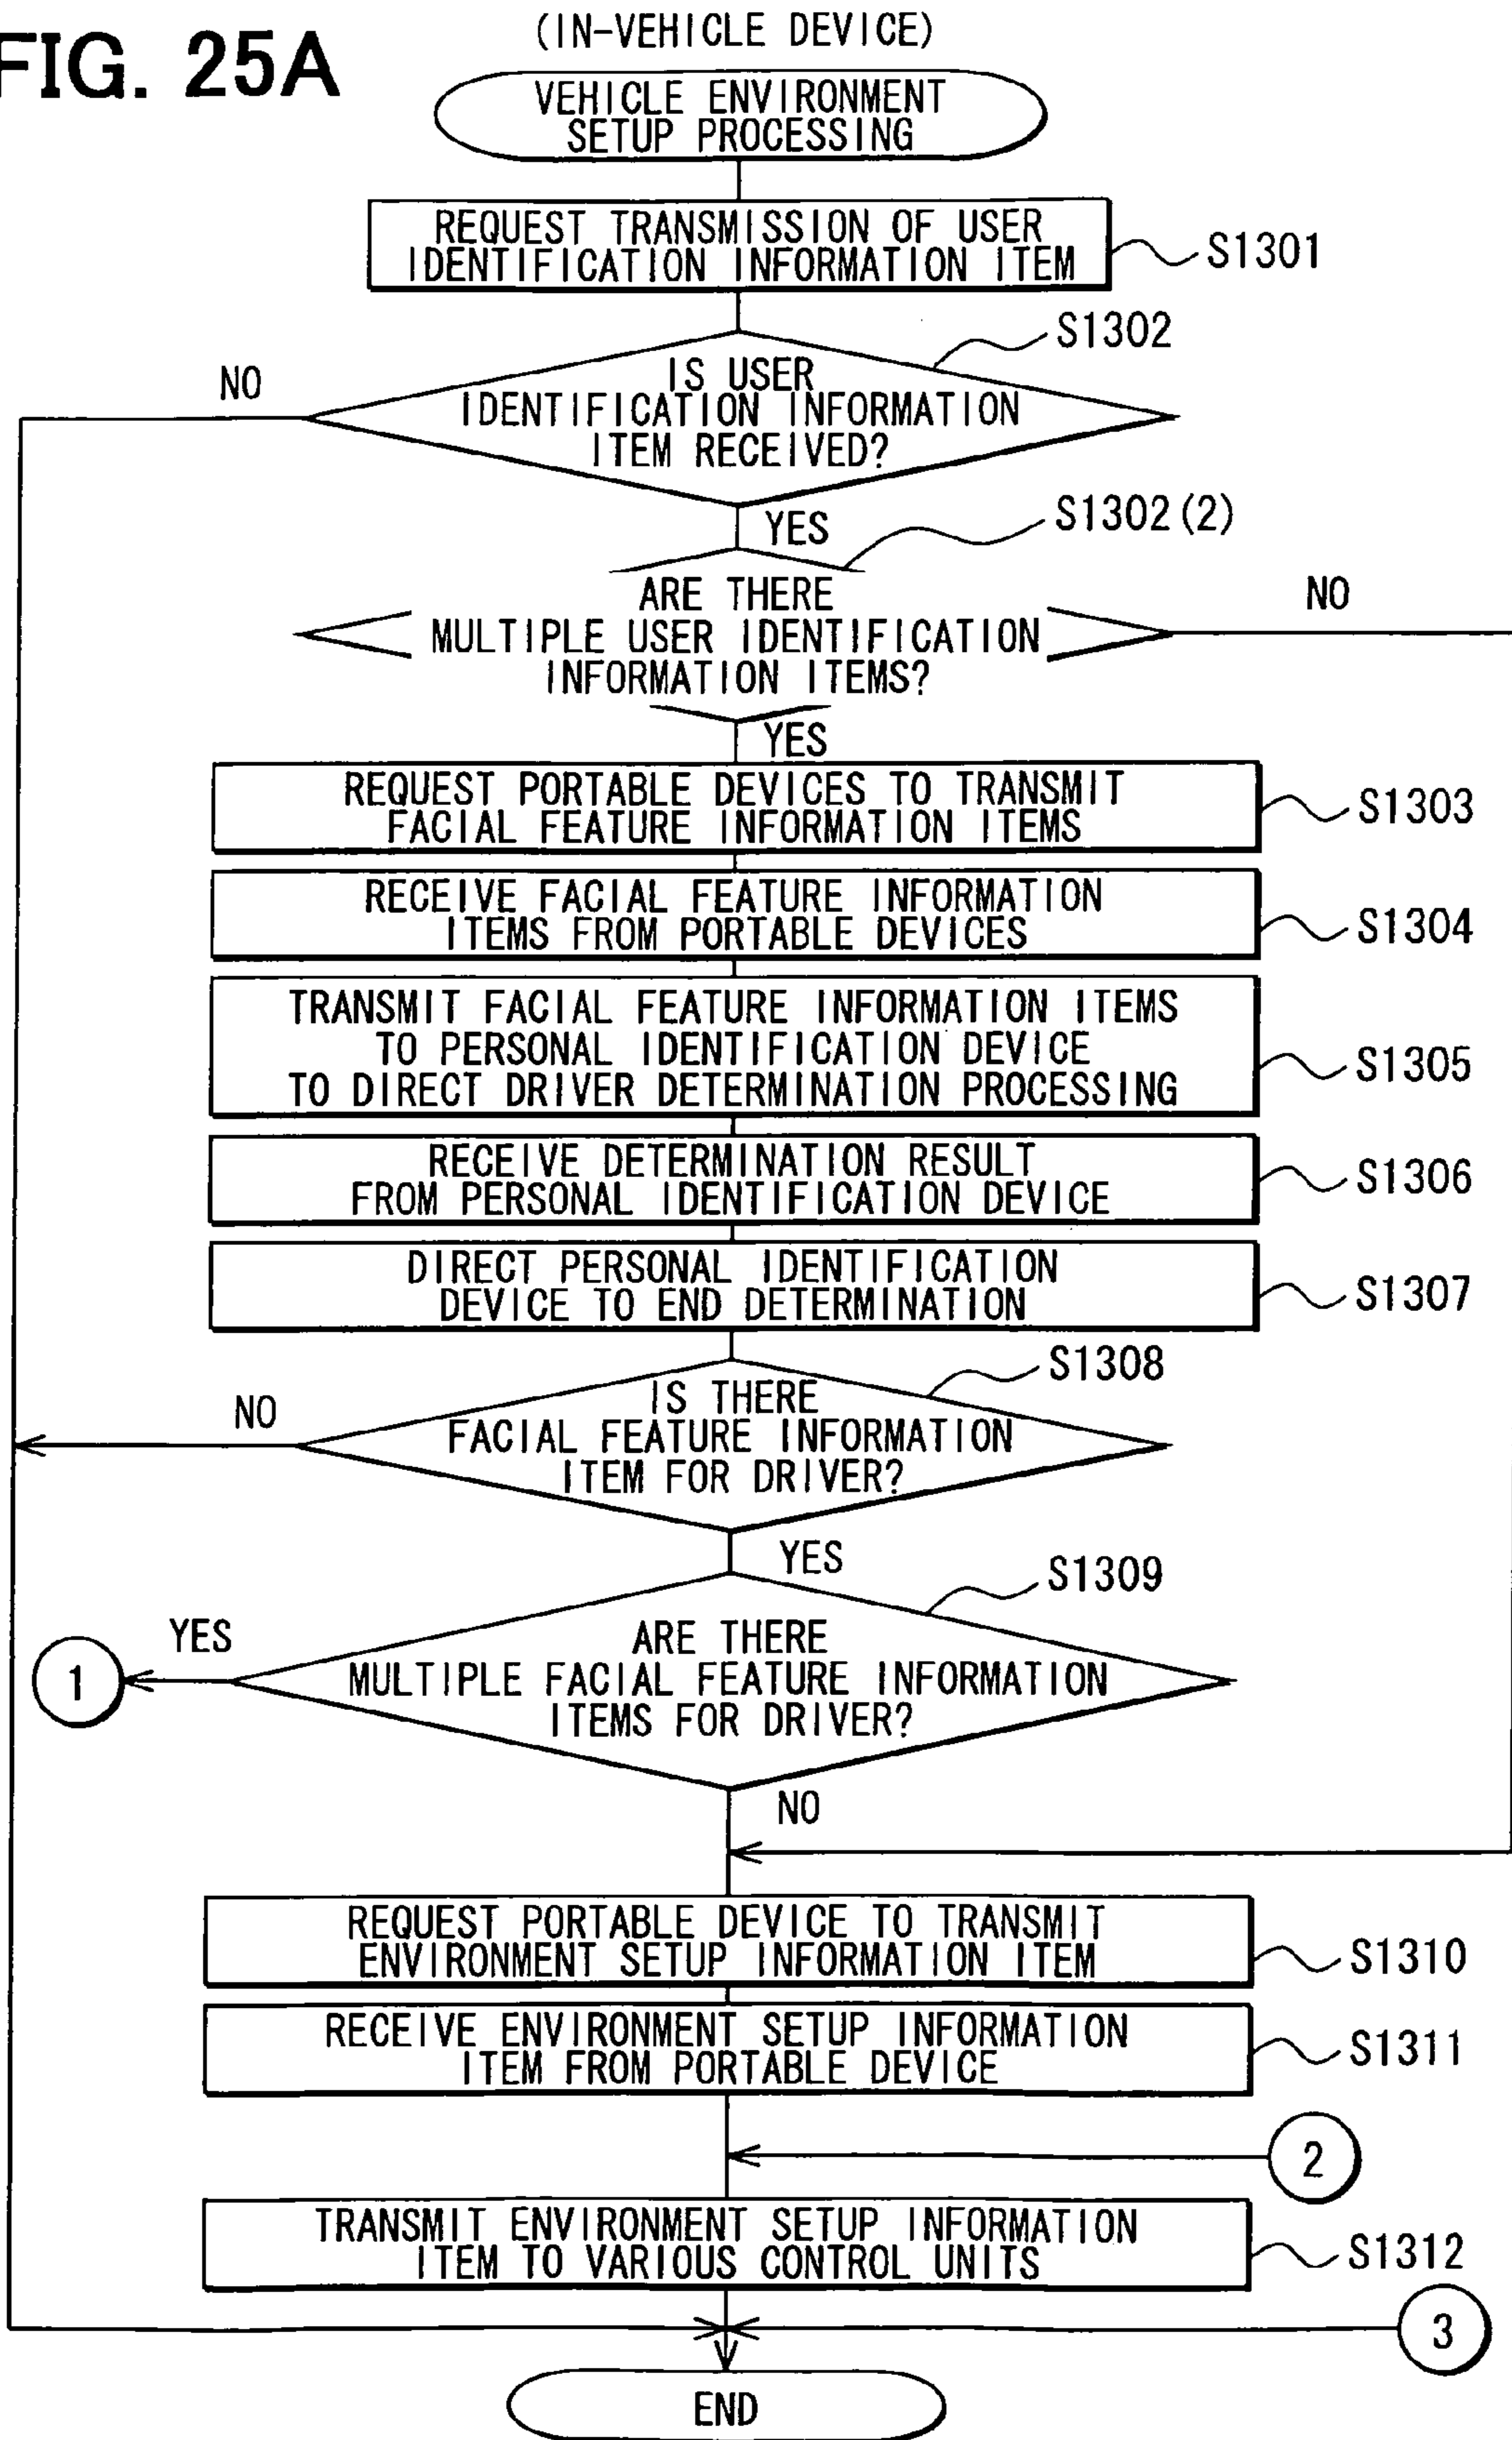 FIG. 25A
(IN-VEHICLE DEVICE)
VEHICLE ENVIRONMENT
SETUP PROCESSING
REQUEST TRANSMISSION OF USER
IDENTIFICATION INFORMATION ITEM
S1301
S1302
NO
IS USER
IDENTIFICATION INFORMATION
ITEM RECEIVED?
YES
S1302(2)
ARE THERE
MULTIPLE USER IDENTIFICATION
INFORMATION ITEMS?
NO
YES
REQUEST PORTABLE DEVICES TO TRANSMIT
FACIAL FEATURE INFORMATION ITEMS
S1303
RECEIVE FACIAL FEATURE INFORMATION
ITEMS FROM PORTABLE DEVICES
S1304
TRANSMIT FACIAL FEATURE INFORMATION ITEMS
TO PERSONAL IDENTIFICATION DEVICE
TO DIRECT DRIVER DETERMINATION PROCESSING
S1305
RECEIVE DETERMINATION RESULT
FROM PERSONAL IDENTIFICATION DEVICE
S1306
DIRECT PERSONAL IDENTIFICATION
DEVICE TO END DETERMINATION
S1307
S1308
NO
IS THERE
FACIAL FEATURE INFORMATION
ITEM FOR DRIVER?
YES
S1309
YES
1
ARE THERE
MULTIPLE FACIAL FEATURE INFORMATION
ITEMS FOR DRIVER?
NO
REQUEST PORTABLE DEVICE TO TRANSMIT
ENVIRONMENT SETUP INFORMATION ITEM
S1310
RECEIVE ENVIRONMENT SETUP INFORMATION
ITEM FROM PORTABLE DEVICE
S1311
2
TRANSMIT ENVIRONMENT SETUP INFORMATION
ITEM TO VARIOUS CONTROL UNITS
S1312
3
END